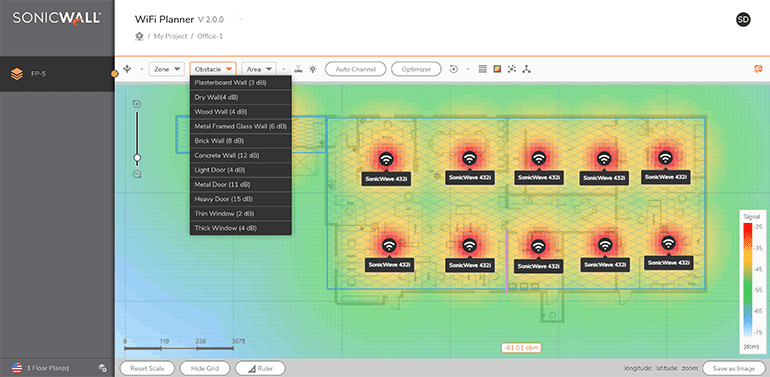 SONICWALL
WiFi Planner V 2.0.0
SD
/ My Project / Office-1
FP-5
Zone
Obstacle
Area
Auto Channel
Optimizer
Plasterboard Wall (3 dB)
Dry Wall(4 dB)
Wood Wall (4 dB)
Metal Framed Glass Wall (6 dB)
Brick Wall (8 dB)
Concrete Wall (12 dB)
Light Door (4 dB)
Metal Door (11 dB)
Heavy Door (15 dB)
Thin Window (2 dB)
Thick Window (4 dB)
SonicWave 432i
SonicWave 432i
SonicWave 432i
SonicWave 432i
SonicWave 432i
SonicWave 432i
SonicWave 432i
SonicWave 432i
SonicWave 432i
SonicWave 432i
Signal
-25
-35
-45
-55
-65
-75
(dbm)
0 119 238 357ft
-61.01 dbm
1 Floor Plan(s)
Reset Scale
Hide Grid
Ruler
longitude: latitude: zoom:
Save as Image